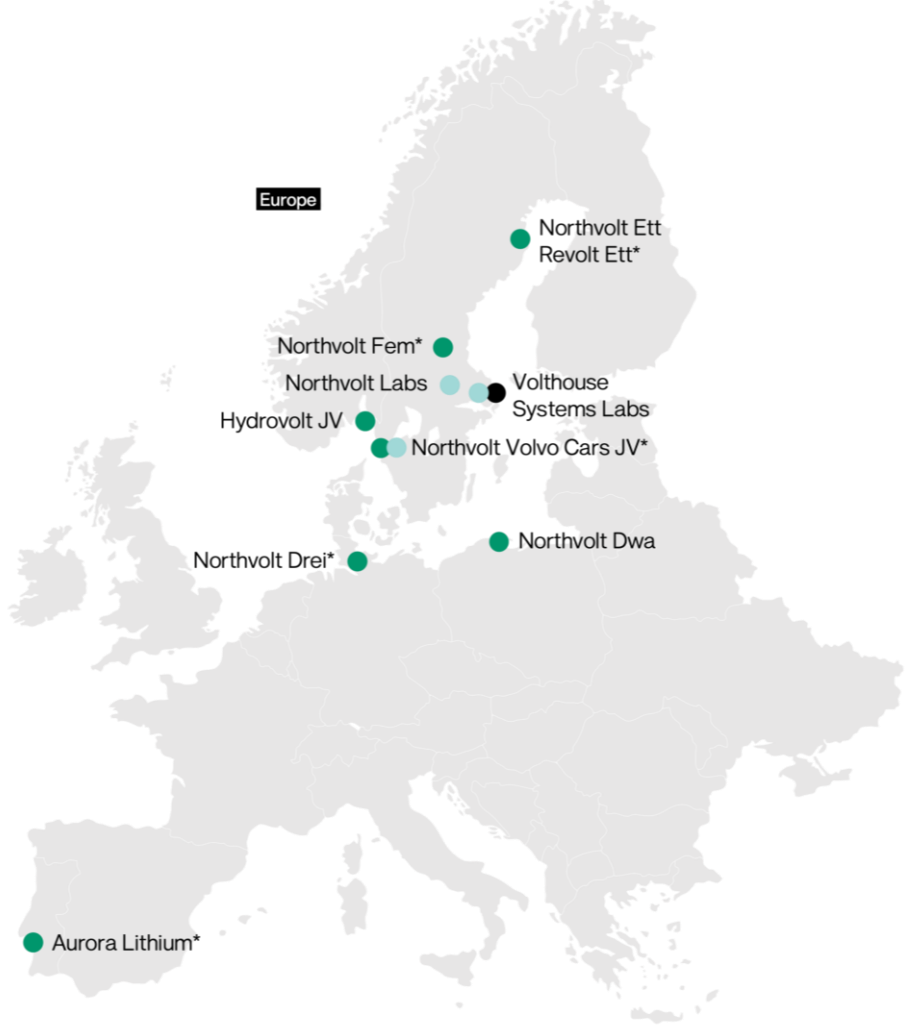 Europe
Northvolt Ett
Revolt Ett*
Northvolt Fem*
Northvolt Labs
Volthouse
Systems Labs
Hydrovolt JV
Northvolt Volvo Cars JV*
Northvolt Dwa
Northvolt Drei*
Aurora Lithium*